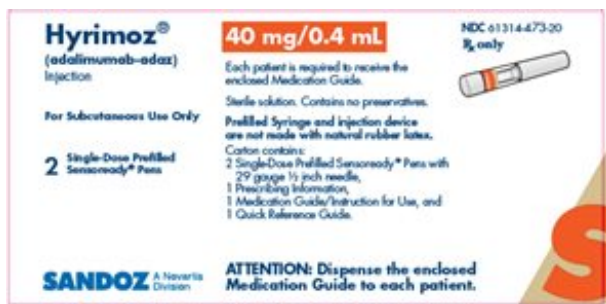 Hyrimoz®
(adalimumab-adaz)
Injection
For Subcutaneous Use Only
2 Single-Dose Prefilled
Sensoready® Pens
SANDOZ A Novartis
Division
40 mg/0.4 mL
Each patient is required to receive the
enclosed Medication Guide.
Sterile solution. Contains no preservatives.
Prefilled Syringe and injection device
are not made with natural rubber latex.
Carton contains:
2 Single-Dose Prefilled Sensoready® Pens with
29 gauge ½ inch needle,
1 Prescribing Information,
1 Medication Guide/Instruction for Use, and
1 Quick Reference Guide.
ATTENTION: Dispense the enclosed
Medication Guide to each patient.
NDC 61314-473-20
℞ only
S